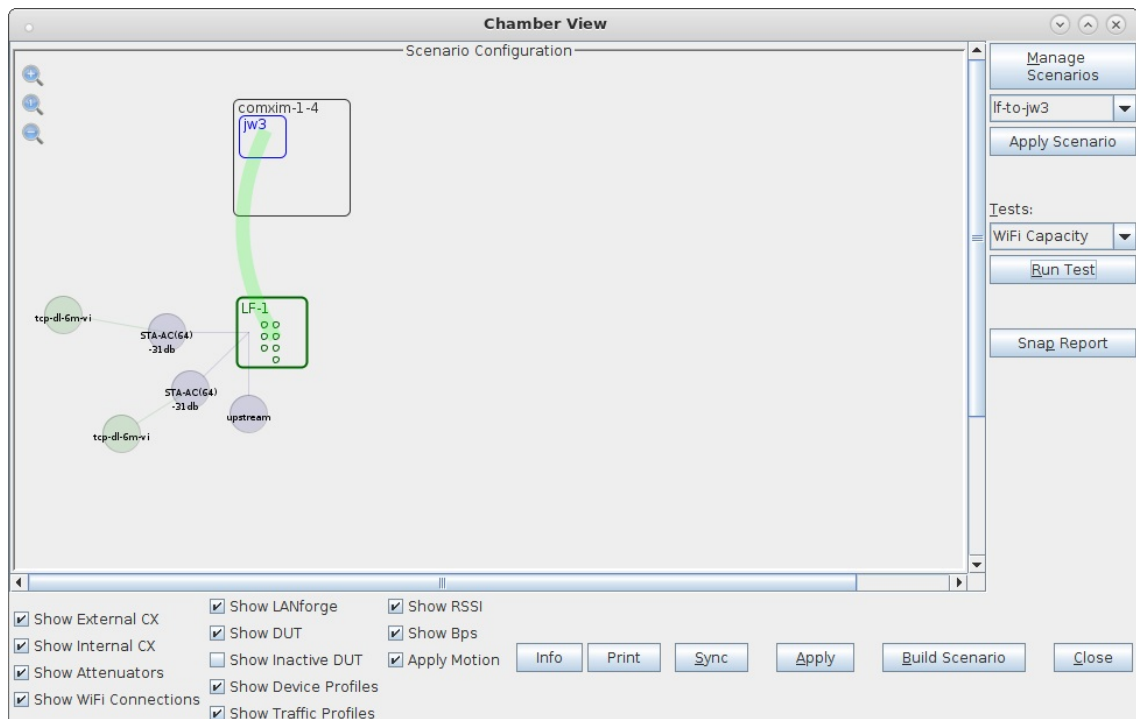 Chamber View
Scenario Configuration
Manage
Scenarios
lf-to-jw3
Apply Scenario
Tests:
WiFi Capacity
Run Test
Snap Report
comxim-1-4
jw3
LF-1
tcp-dl-6m-vi
STA-AC(64)
-31db
STA-AC(64)
-31db
upstream
tcp-dl-6m-vi
Show External CX
Show Internal CX
Show Attenuators
Show WiFi Connections
Show LANforge
Show DUT
Show Inactive DUT
Show Device Profiles
Show Traffic Profiles
Show RSSI
Show Bps
Apply Motion
Info
Print
Sync
Apply
Build Scenario
Close